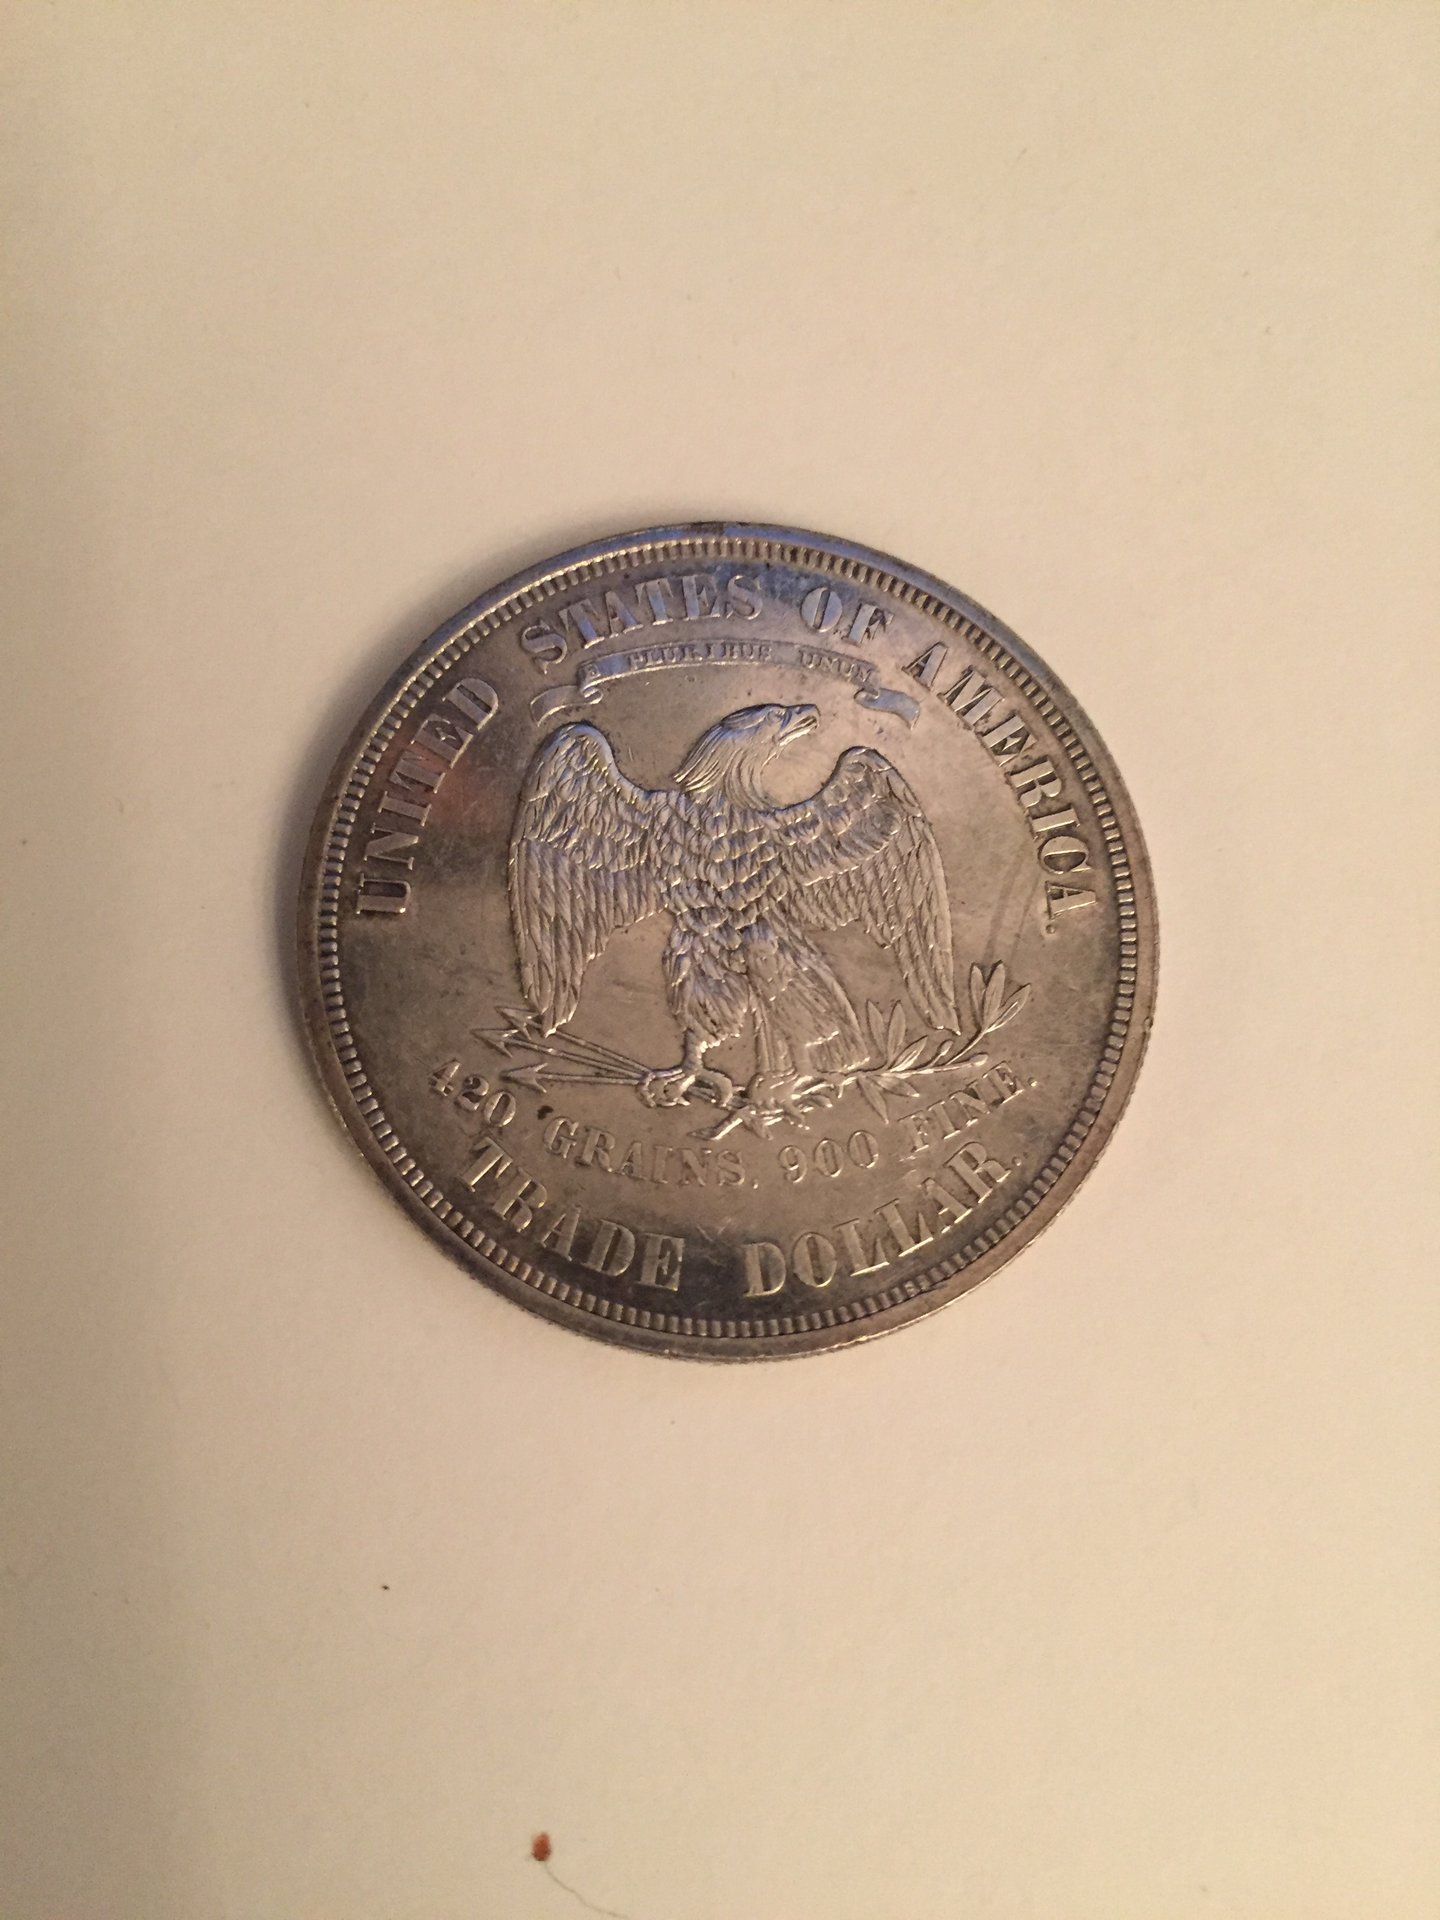 UNITED STATES OF AMERICA.
E PLURIBUS UNUM
420 GRAINS, 900 FINE.
TRADE DOLLAR.